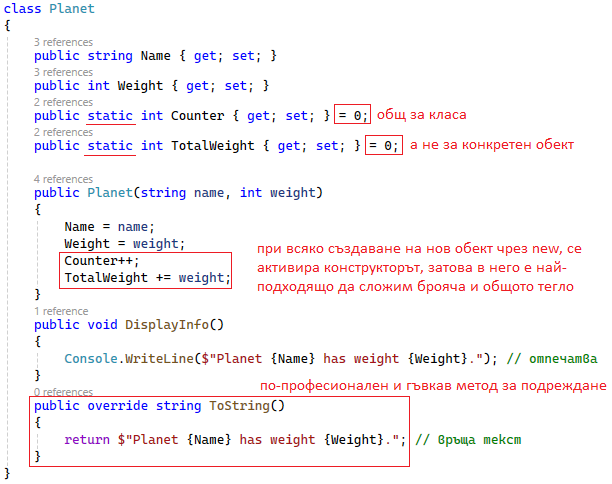 class Planet
{
3 references
public string Name { get; set; }
3 references
public int Weight { get; set; }
2 references
public static int Counter { get; set; } = 0; общ за класа
2 references
public static int TotalWeight { get; set; } = 0; а не за конкретен обект
4 references
public Planet(string name, int weight)
{
Name = name;
Weight = weight;
Counter++;
TotalWeight += weight;
}
при всяко създаване на нов обект чрез new, се
активира конструкторът, затова в него е най-
подходящо да сложим брояча и общото тегло
1 reference
public void DisplayInfo()
{
Console.WriteLine($"Planet {Name} has weight {Weight}."); // отпечатва
}
0 references
по-професионален и гъвкав метод за подреждане
public override string ToString()
{
return $"Planet {Name} has weight {Weight}."; // връща текст
}
}